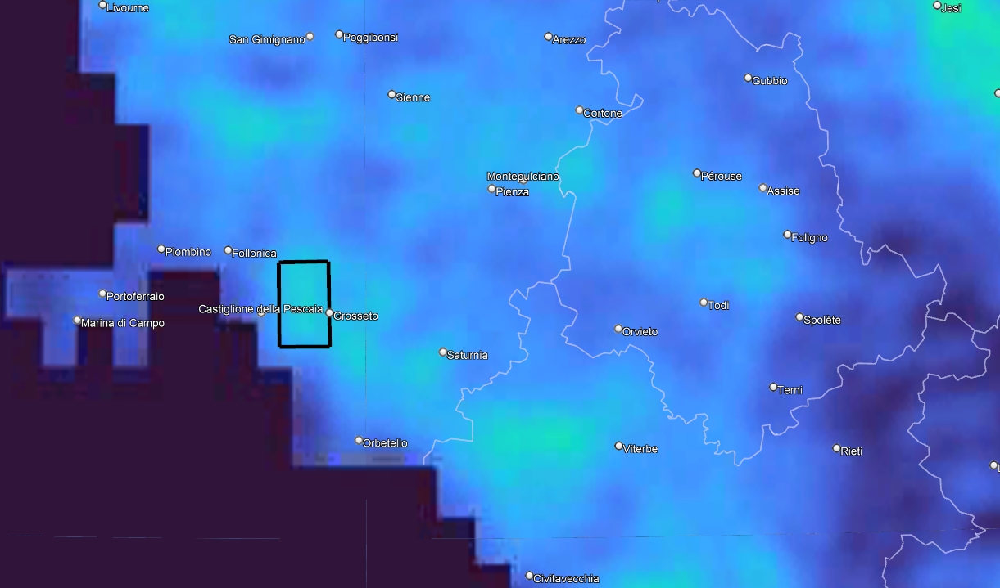 Livourne
Jesi
San Gimignano
Poggibonsi
Arezzo
Gubbio
Sienne
Cortone
Montepulciano
Pérouse
Pienza
Assise
Foligno
Piombino
Follonica
Portoferraio
Castiglione della Pescaia
Grosseto
Todi
Marina di Campo
Spolète
Orvieto
Saturnia
Terni
Orbetello
Viterbe
Rieti
Civitavecchia